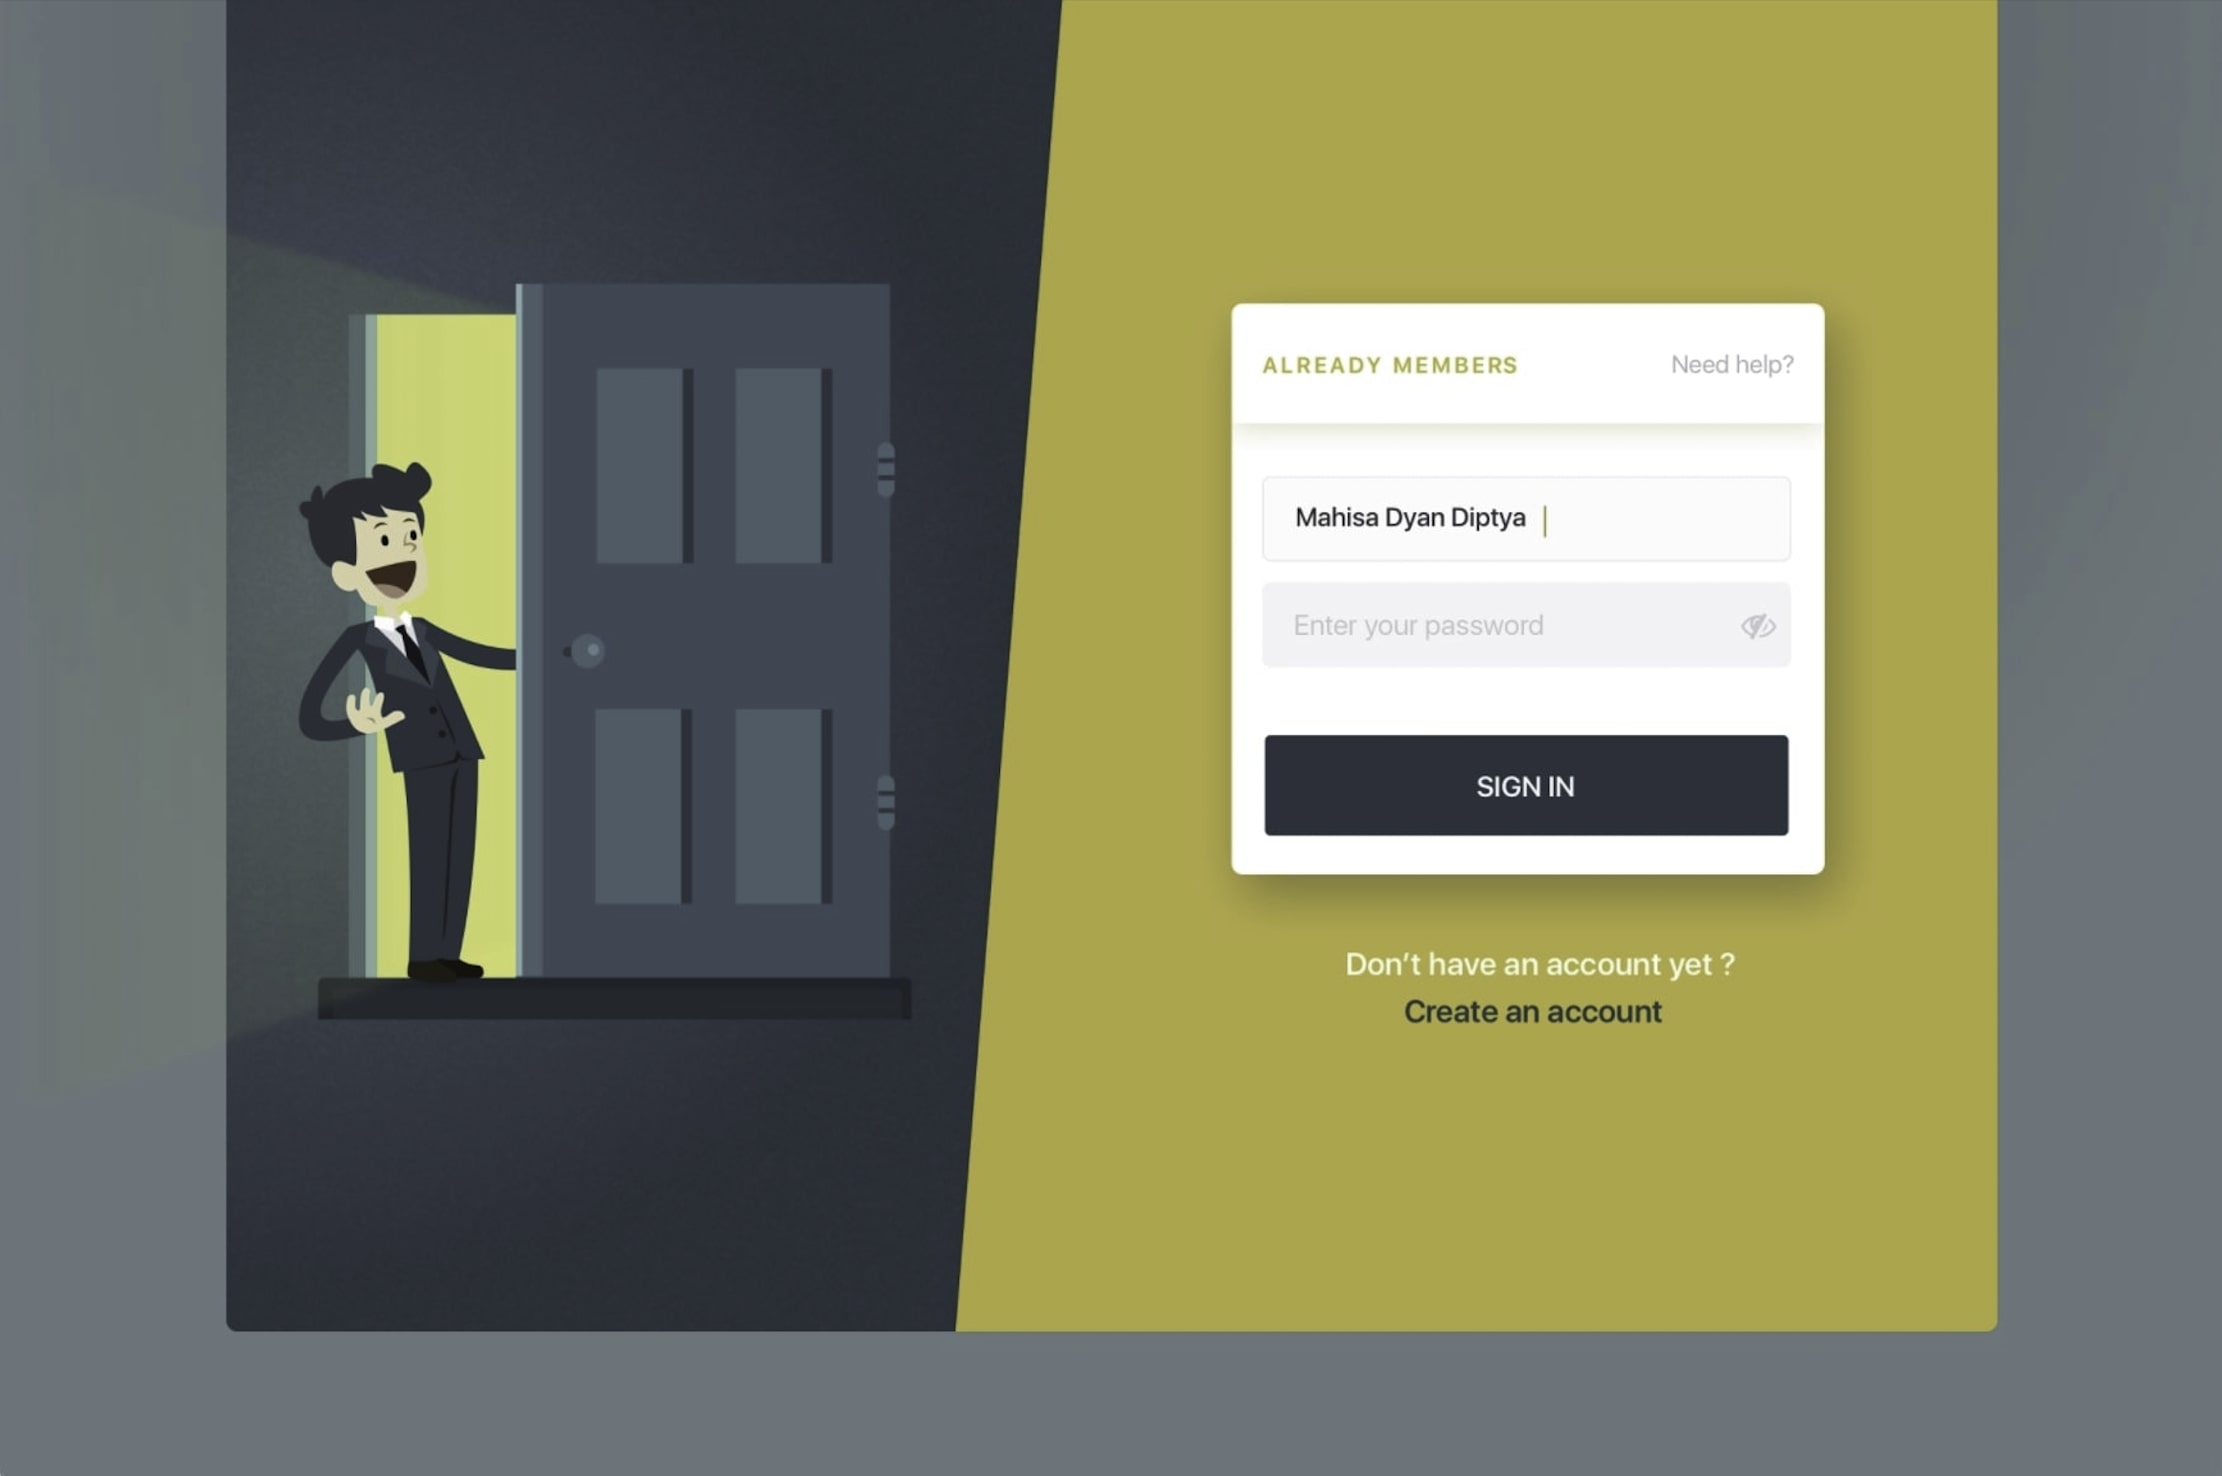 ALREADY MEMBERS
Need help?
Mahisa Dyan Diptya
Enter your password
SIGN IN
Don’t have an account yet ?
Create an account